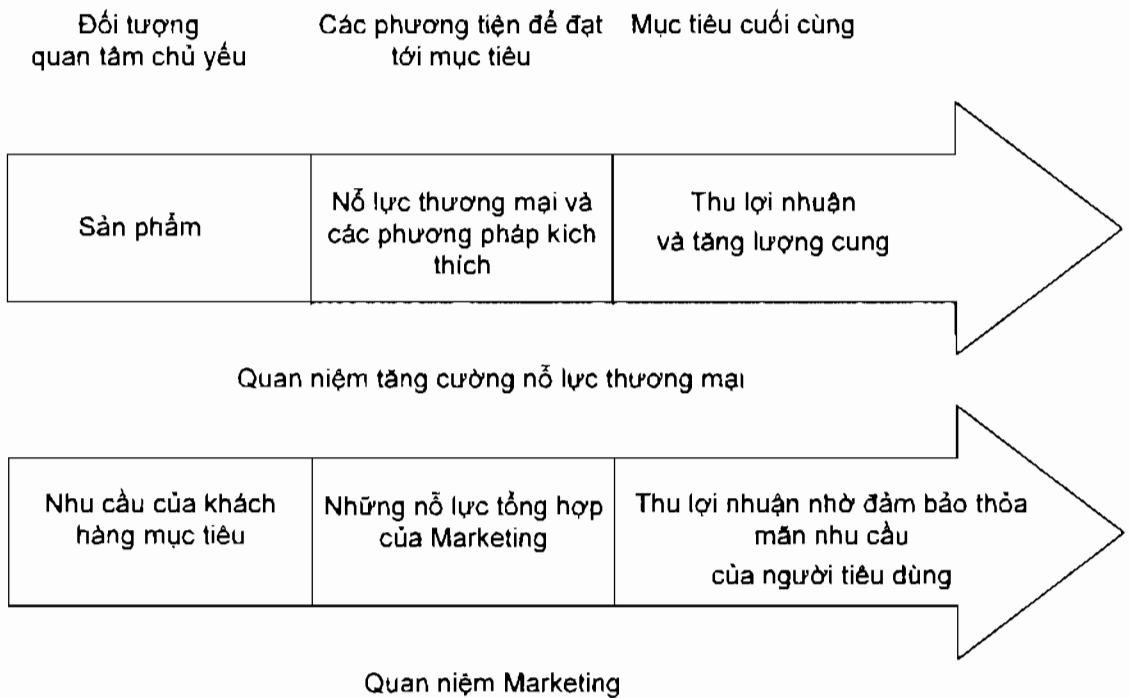 Đối tượng
quan tâm chủ yếu
Các phương tiện để đạt
tới mục tiêu
Mục tiêu cuối cùng
Sản phẩm
Nỗ lực thương mại và
các phương pháp kich
thích
Thu lợi nhuận
và tăng lượng cung
Quan niệm tăng cường nỗ lực thương mại
Nhu cầu của khách
hàng mục tiêu
Những nỗ lực tổng hợp
của Marketing
Thu lợi nhuận nhờ đảm bảo thỏa
mãn nhu cầu
của người tiêu dùng
Quan niệm Marketing